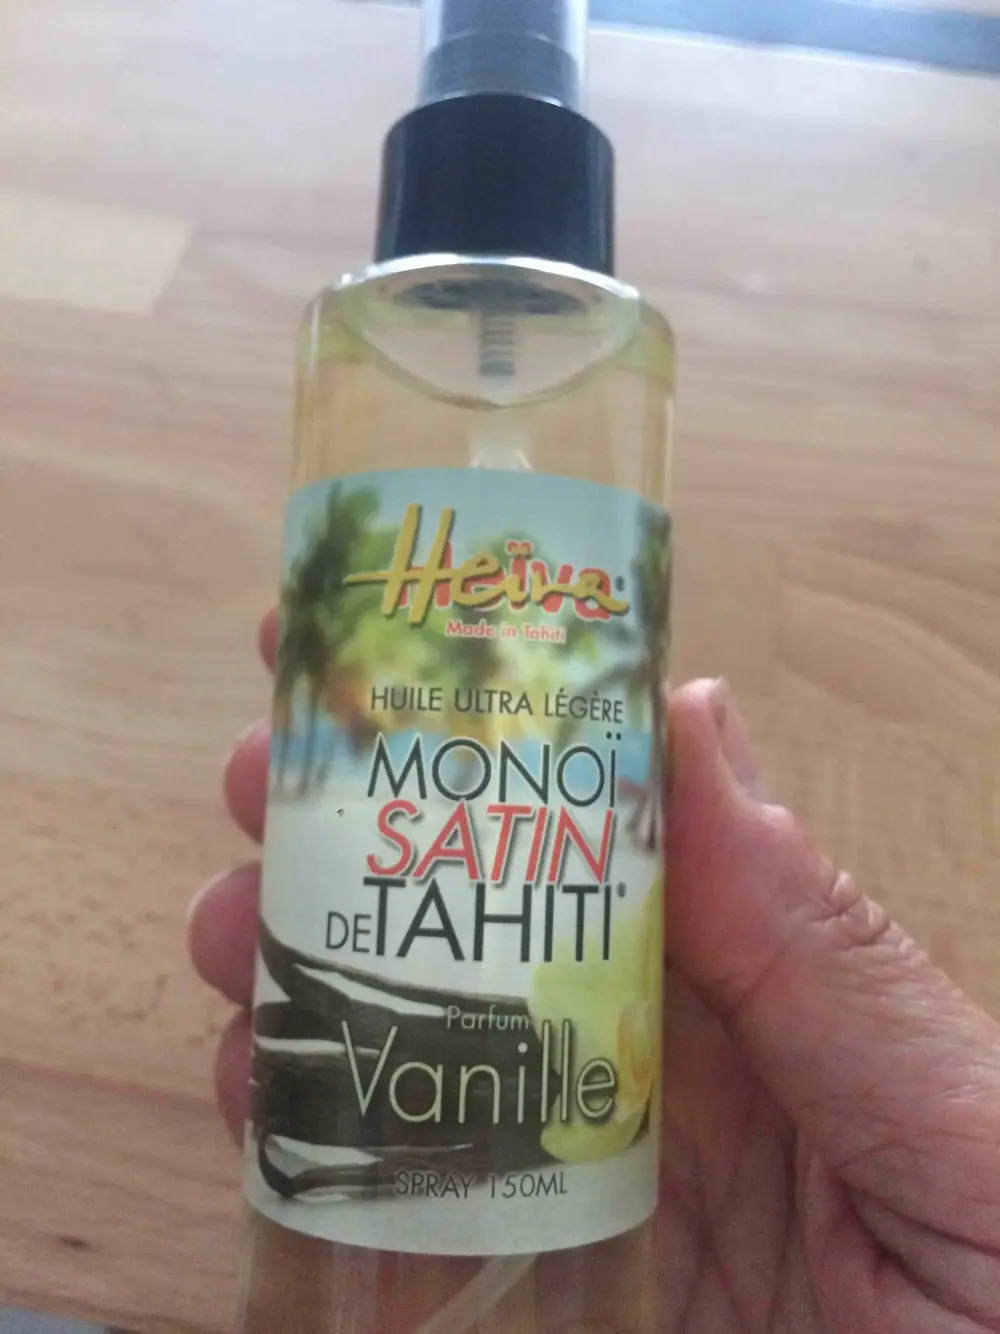 Heïva®
Made in Tahiti
HUILE ULTRA LÉGÈRE
MONOÏ
SATIN
DE TAHITI®
Parfum
Vanille
SPRAY 150ML